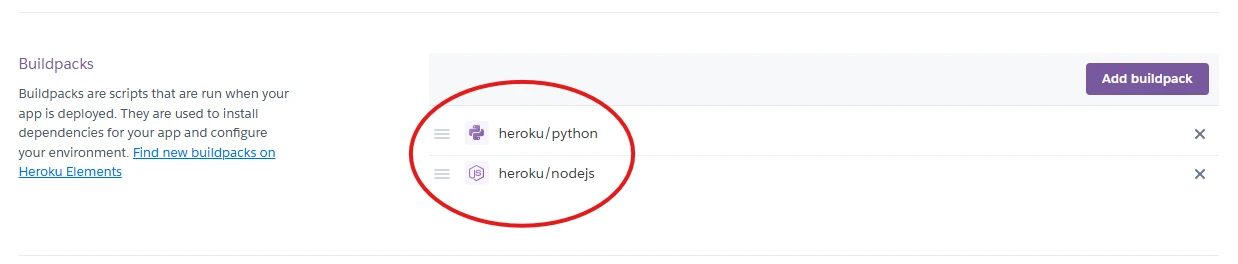 Buildpacks
Buildpacks are scripts that are run when your
app is deployed. They are used to install
dependencies for your app and configure
your environment. Find new buildpacks on
Heroku Elements
Add buildpack
heroku/python
heroku/nodejs